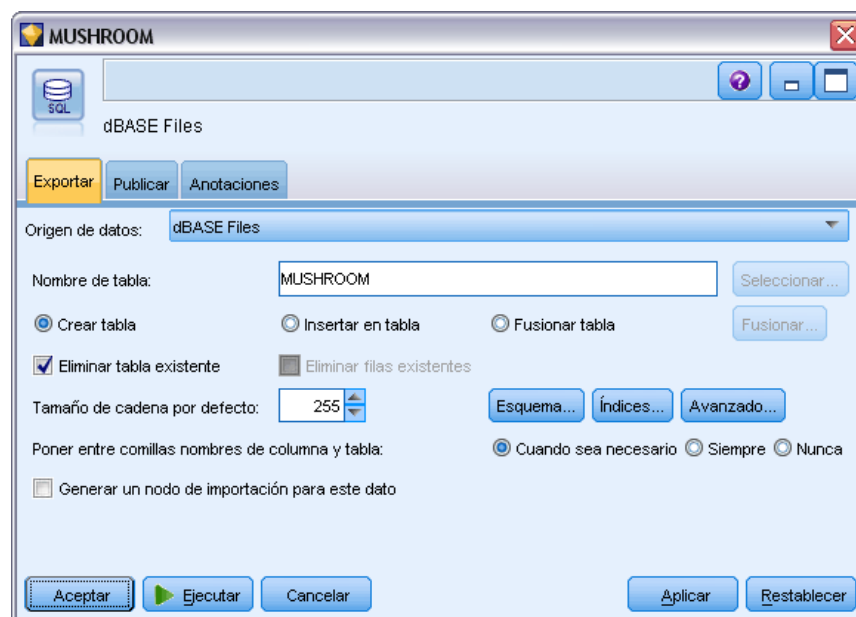 MUSHROOM
SQL
dBASE Files
Exportar Publicar Anotaciones
Origen de datos: dBASE Files
Nombre de tabla: MUSHROOM Seleccionar...
Crear tabla Insertar en tabla Fusionar tabla Fusionar...
Eliminar tabla existente Eliminar filas existentes
Tamaño de cadena por defecto: 255 Esquema... Índices... Avanzado...
Poner entre comillas nombres de columna y tabla: Cuando sea necesario Siempre Nunca
Generar un nodo de importación para este dato
Aceptar Ejecutar Cancelar Aplicar Restablecer